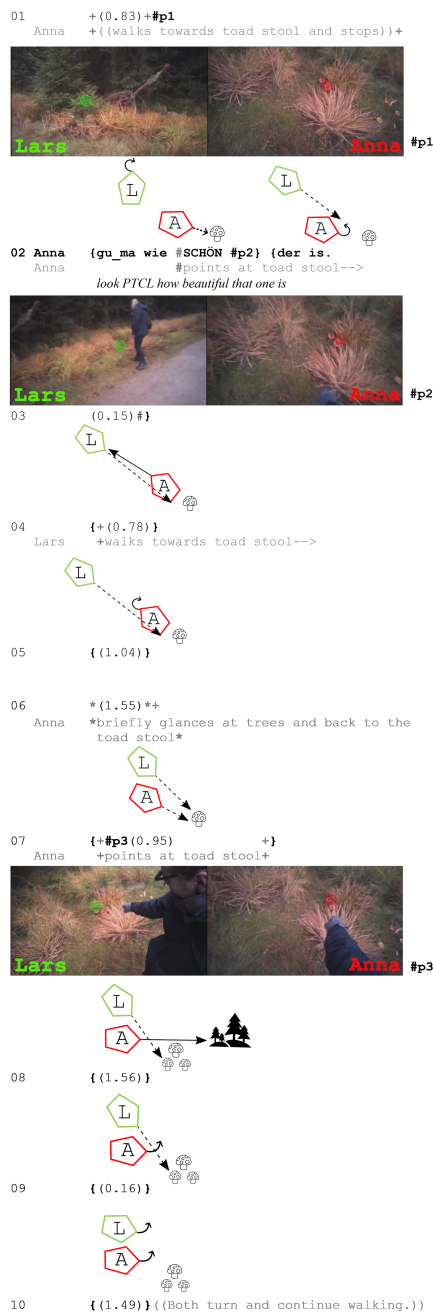 01 +(0.83)+#p1
Anna +((walks towards toad stool and stops))+
Lars
Anna
#p1
L
A
L
A
02 Anna {gu_ma wie #SCHÖN #p2} {der is.
Anna #points at toad stool-->
look PTCL how beautiful that one is
Lars
Anna
#p2
03 (0.15)#}
L
A
04 {+(0.78)}
Lars +walks towards toad stool-->
L
A
05 {(1.04)}
06 *(1.55)*+
Anna *briefly glances at trees and back to the
toad stool*
L
A
07 {+#p3(0.95) +}
Anna +points at toad stool+
Lars
Anna
#p3
L
A
08 {(1.56)}
L
A
09 {(0.16)}
L
A
10 {(1.49)}((Both turn and continue walking.))